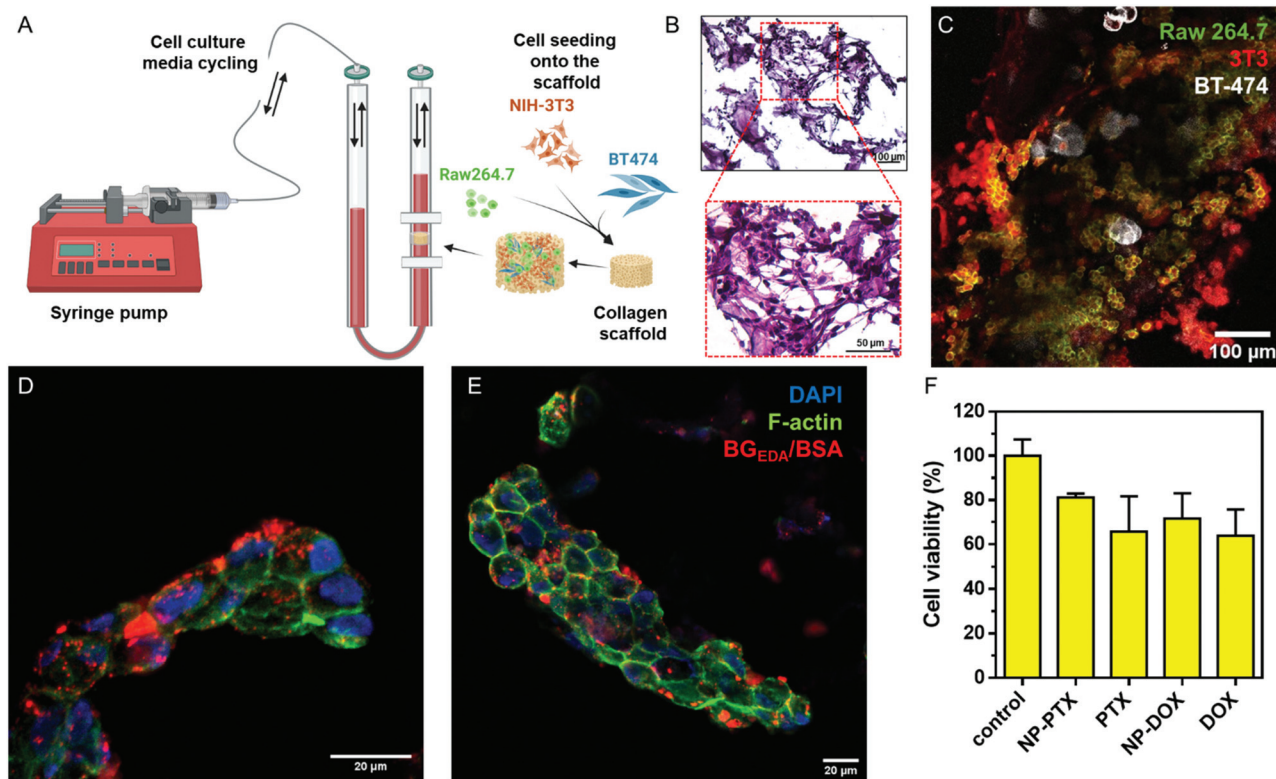 A
Cell culture
media cycling
Syringe pump
Cell seeding
onto the
scaffold
NIH-3T3
Raw264.7
BT474
Collagen
scaffold
B
100 µm
50 µm
C
Raw 264.7
3T3
BT-474
100 µm
D
20 µm
E
DAPI
F-actin
BGEDA/BSA
20 µm
F
Cell viability (%)
120
100
80
60
40
20
0
control
NP-PTX
PTX
NP-DOX
DOX